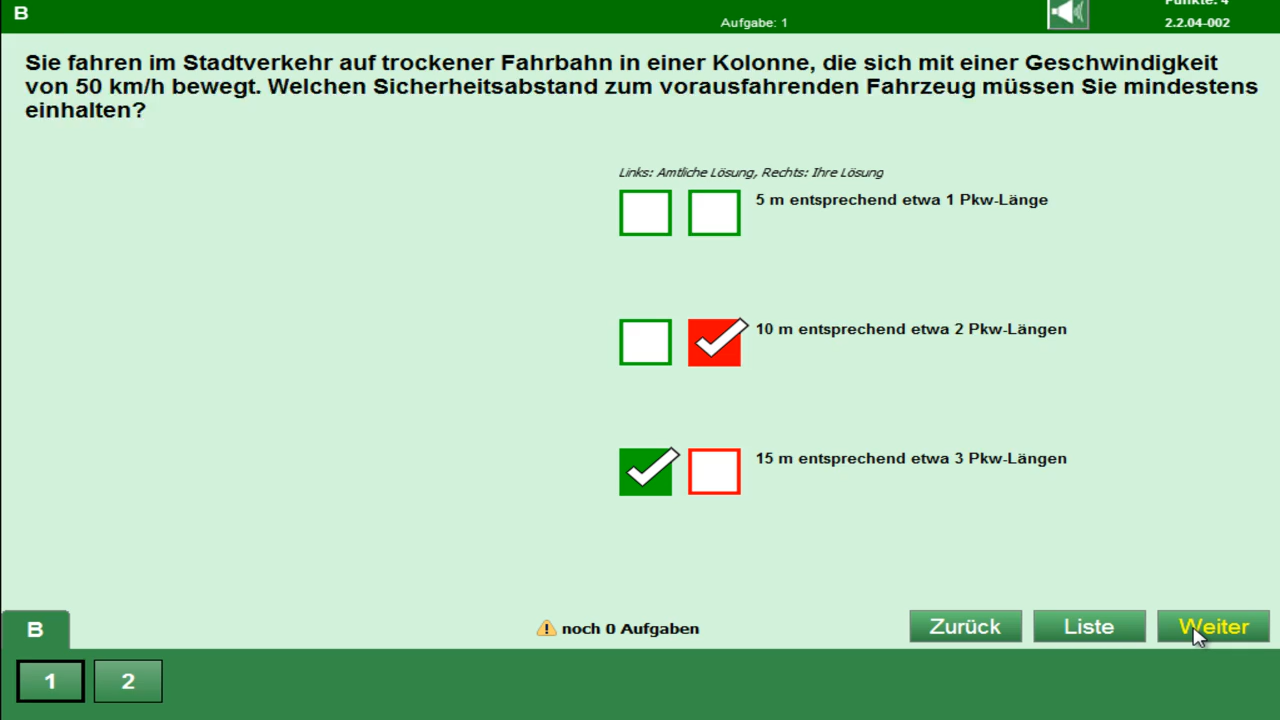 B
Aufgabe: 1
Punkte: 4
2.2.04-002
Sie fahren im Stadtverkehr auf trockener Fahrbahn in einer Kolonne, die sich mit einer Geschwindigkeit
von 50 km/h bewegt. Welchen Sicherheitsabstand zum vorausfahrenden Fahrzeug müssen Sie mindestens
einhalten?
Links: Amtliche Lösung, Rechts: Ihre Lösung
5 m entsprechend etwa 1 Pkw-Länge
10 m entsprechend etwa 2 Pkw-Längen
15 m entsprechend etwa 3 Pkw-Längen
B
noch 0 Aufgaben
Zurück
Liste
Weiter
1
2